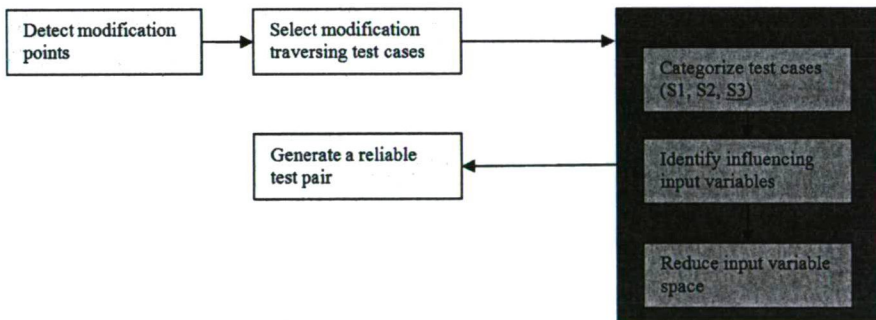 Detect modification
points
Select modification
traversing test cases
Categorize test cases
(S1, S2, S3)
Identify influencing
input variables
Reduce input variable
space
Generate a reliable
test pair